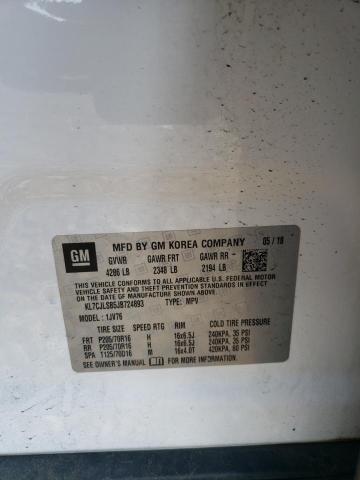 GM
MFD BY GM KOREA COMPANY 05/18
GVWR GAWR FRT GAWR RR
4286 LB 2348 LB 2194 LB
THIS VEHICLE CONFORMS TO ALL APPLICABLE U.S. FEDERAL MOTOR
VEHICLE SAFETY, BUMPER, AND THEFT PREVENTION STANDARDS IN EFFECT
ON THE DATE OF MANUFACTURE SHOWN ABOVE.
KL7CJLSB5JB724893 TYPE: MPV
MODEL: 1JV76
TIRE SIZE SPEED RTG RIM COLD TIRE PRESSURE
FRT P205/70R16 H 16x6.5J 240KPA, 35 PSI
RR P205/70R16 H 16x6.5J 240KPA, 35 PSI
SPA T125/70D16 M 16x4.0T 420KPA, 60 PSI
SEE OWNER'S MANUAL FOR ADDITIONAL INFORMATION.